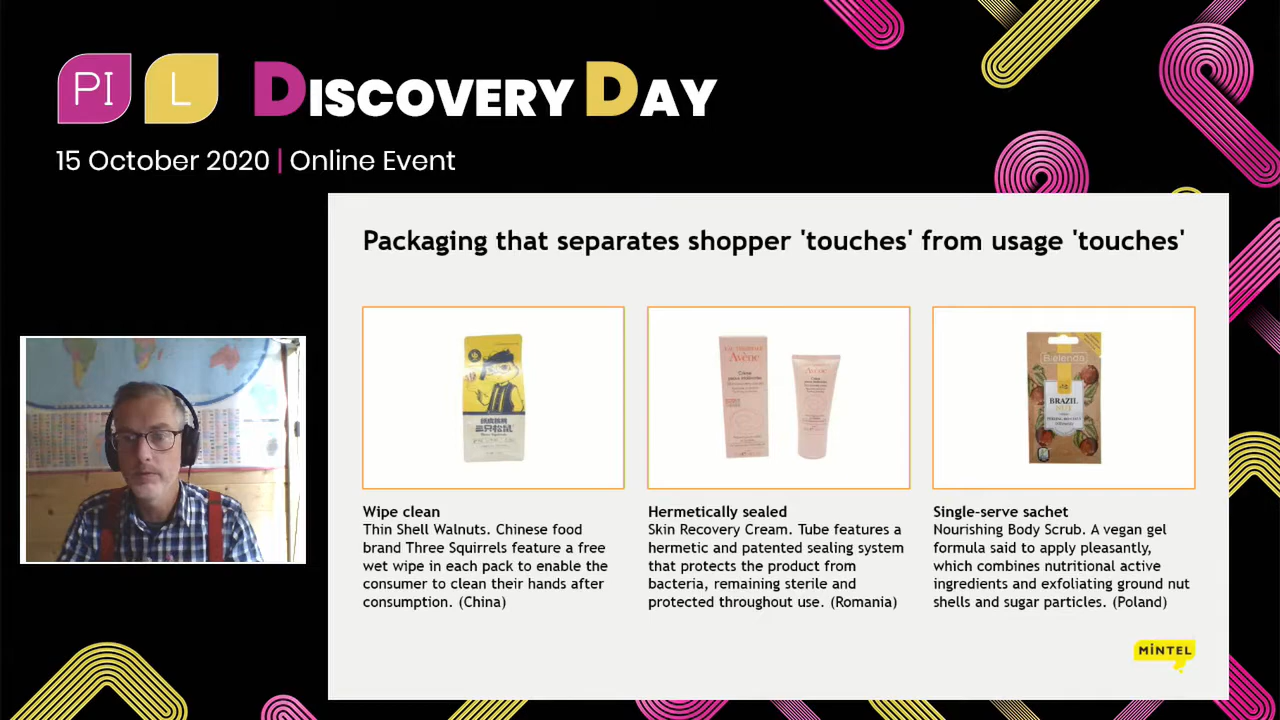 PI L DISCOVERY DAY
15 October 2020 | Online Event
Packaging that separates shopper 'touches' from usage 'touches'
Avène
Avène
Bielenda
BRAZIL
NUT
Wipe clean
Thin Shell Walnuts. Chinese food
brand Three Squirrels feature a free
wet wipe in each pack to enable the
consumer to clean their hands after
consumption. (China)
Hermetically sealed
Skin Recovery Cream. Tube features a
hermetic and patented sealing system
that protects the product from
bacteria, remaining sterile and
protected throughout use. (Romania)
Single-serve sachet
Nourishing Body Scrub. A vegan gel
formula said to apply pleasantly,
which combines nutritional active
ingredients and exfoliating ground nut
shells and sugar particles. (Poland)
MiNTEL